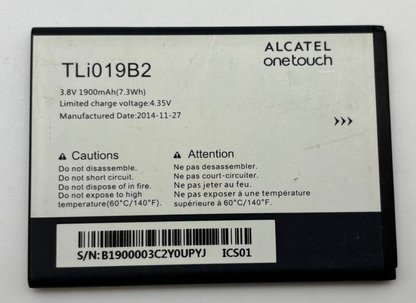 ALCATEL
onetouch
TLi019B2
3.8V 1900mAh(7.3Wh)
Limited charge voltage:4.35V
Manufactured Date:2014-11-27
>>>
Cautions
Do not disassemble.
Do not short circuit.
Do not dispose of in fire.
Do not expose to high
temperature(60°C/140°F).
Attention
Ne pas desassembler.
Ne pas court-circuiter.
Ne pas jeter au feu.
Ne pas exposer à une température
supérieure à 60°C/140°F.
S/N:B1900003C2Y0UPYJ ICS01